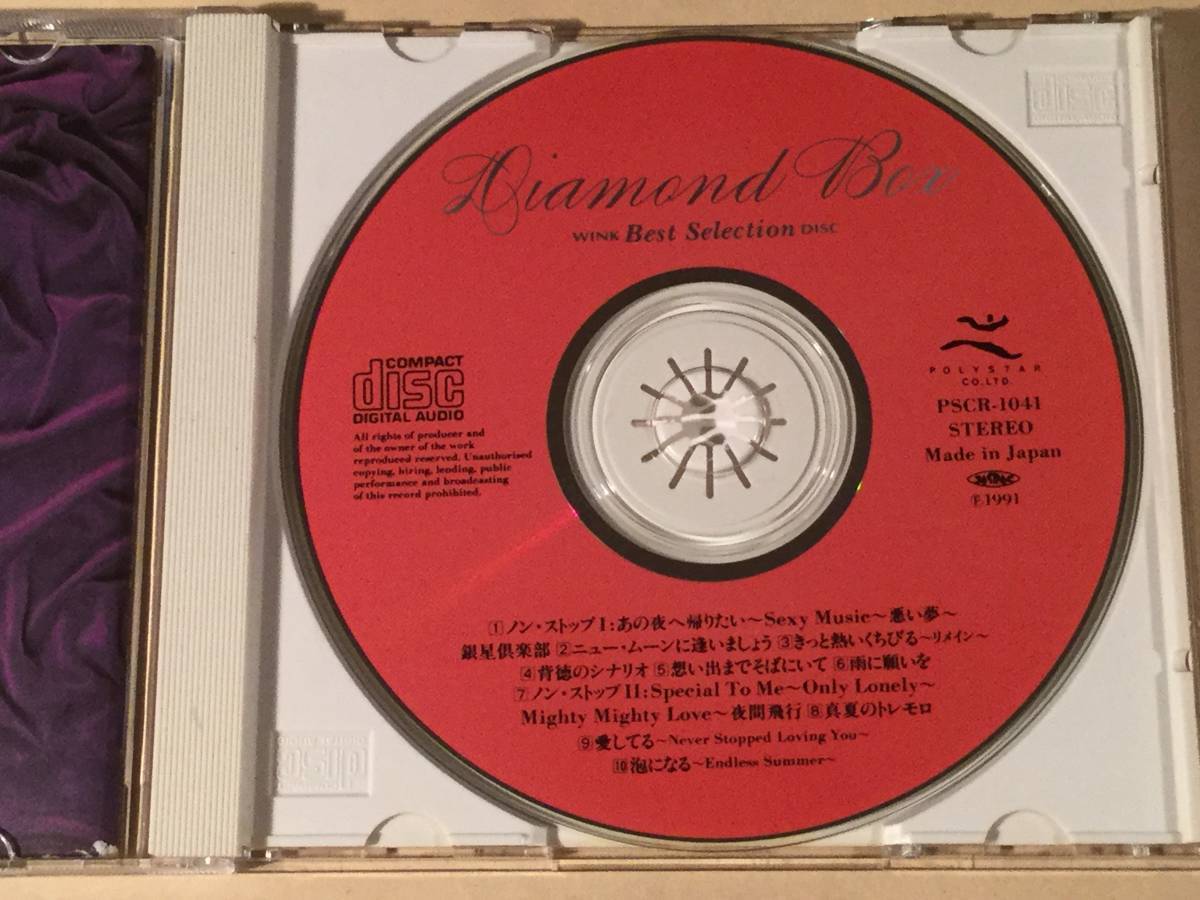 Diamond Box
WINK Best Selection DISC
COMPACT
disc
DIGITAL AUDIO
All rights of producer and
of the owner of the work
reproduced reserved. Unauthorised
copying, hiring, lending, public
performance and broadcasting
of this record prohibited.
POLYSTAR
CO.,LTD.
PSCR-1041
STEREO
Made in Japan
Ⓟ1991
1 ノン・ストップI:あの夜へ帰りたい〜Sexy Music〜悪い夢〜
銀星倶楽部 2 ニュー・ムーンに逢いましょう 3 きっと熱いくちびる〜リメイン〜
4 背徳のシナリオ 5 想い出までそばにいて 6 雨に願いを
7 ノン・ストップII:Special To Me〜Only Lonely〜
Mighty Mighty Love〜夜間飛行 8 真夏のトレモロ
9 愛してる〜Never Stopped Loving You〜
10 泡になる〜Endless Summer〜
disc
disc